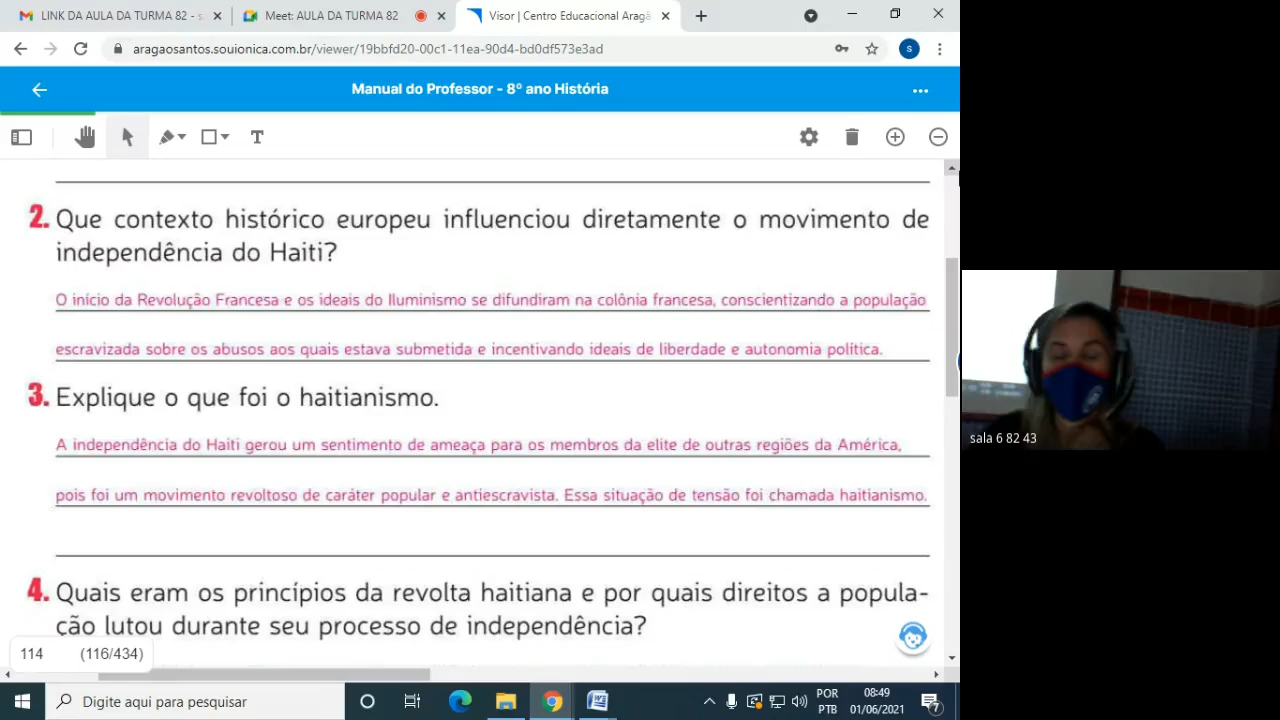 LINK DA AULA DA TURMA 82 - s
Meet: AULA DA TURMA 82
Visor | Centro Educacional Aragã
aragaosantos.souionica.com.br/viewer/19bbfd20-00c1-11ea-90d4-bd0df573e3ad
s
Manual do Professor - 8º ano História
T
2. Que contexto histórico europeu influenciou diretamente o movimento de
independência do Haiti?
O início da Revolução Francesa e os ideais do Iluminismo se difundiram na colônia francesa, conscientizando a população
escravizada sobre os abusos aos quais estava submetida e incentivando ideais de liberdade e autonomia política.
3. Explique o que foi o haitianismo.
A independência do Haiti gerou um sentimento de ameaça para os membros da elite de outras regiões da América,
pois foi um movimento revoltoso de caráter popular e antiescravista. Essa situação de tensão foi chamada haitianismo.
4. Quais eram os princípios da revolta haitiana e por quais direitos a popula-
ção lutou durante seu processo de independência?
114 (116/434)
sala 6 82 43
Digite aqui para pesquisar
POR
PTB
08:49
01/06/2021
7